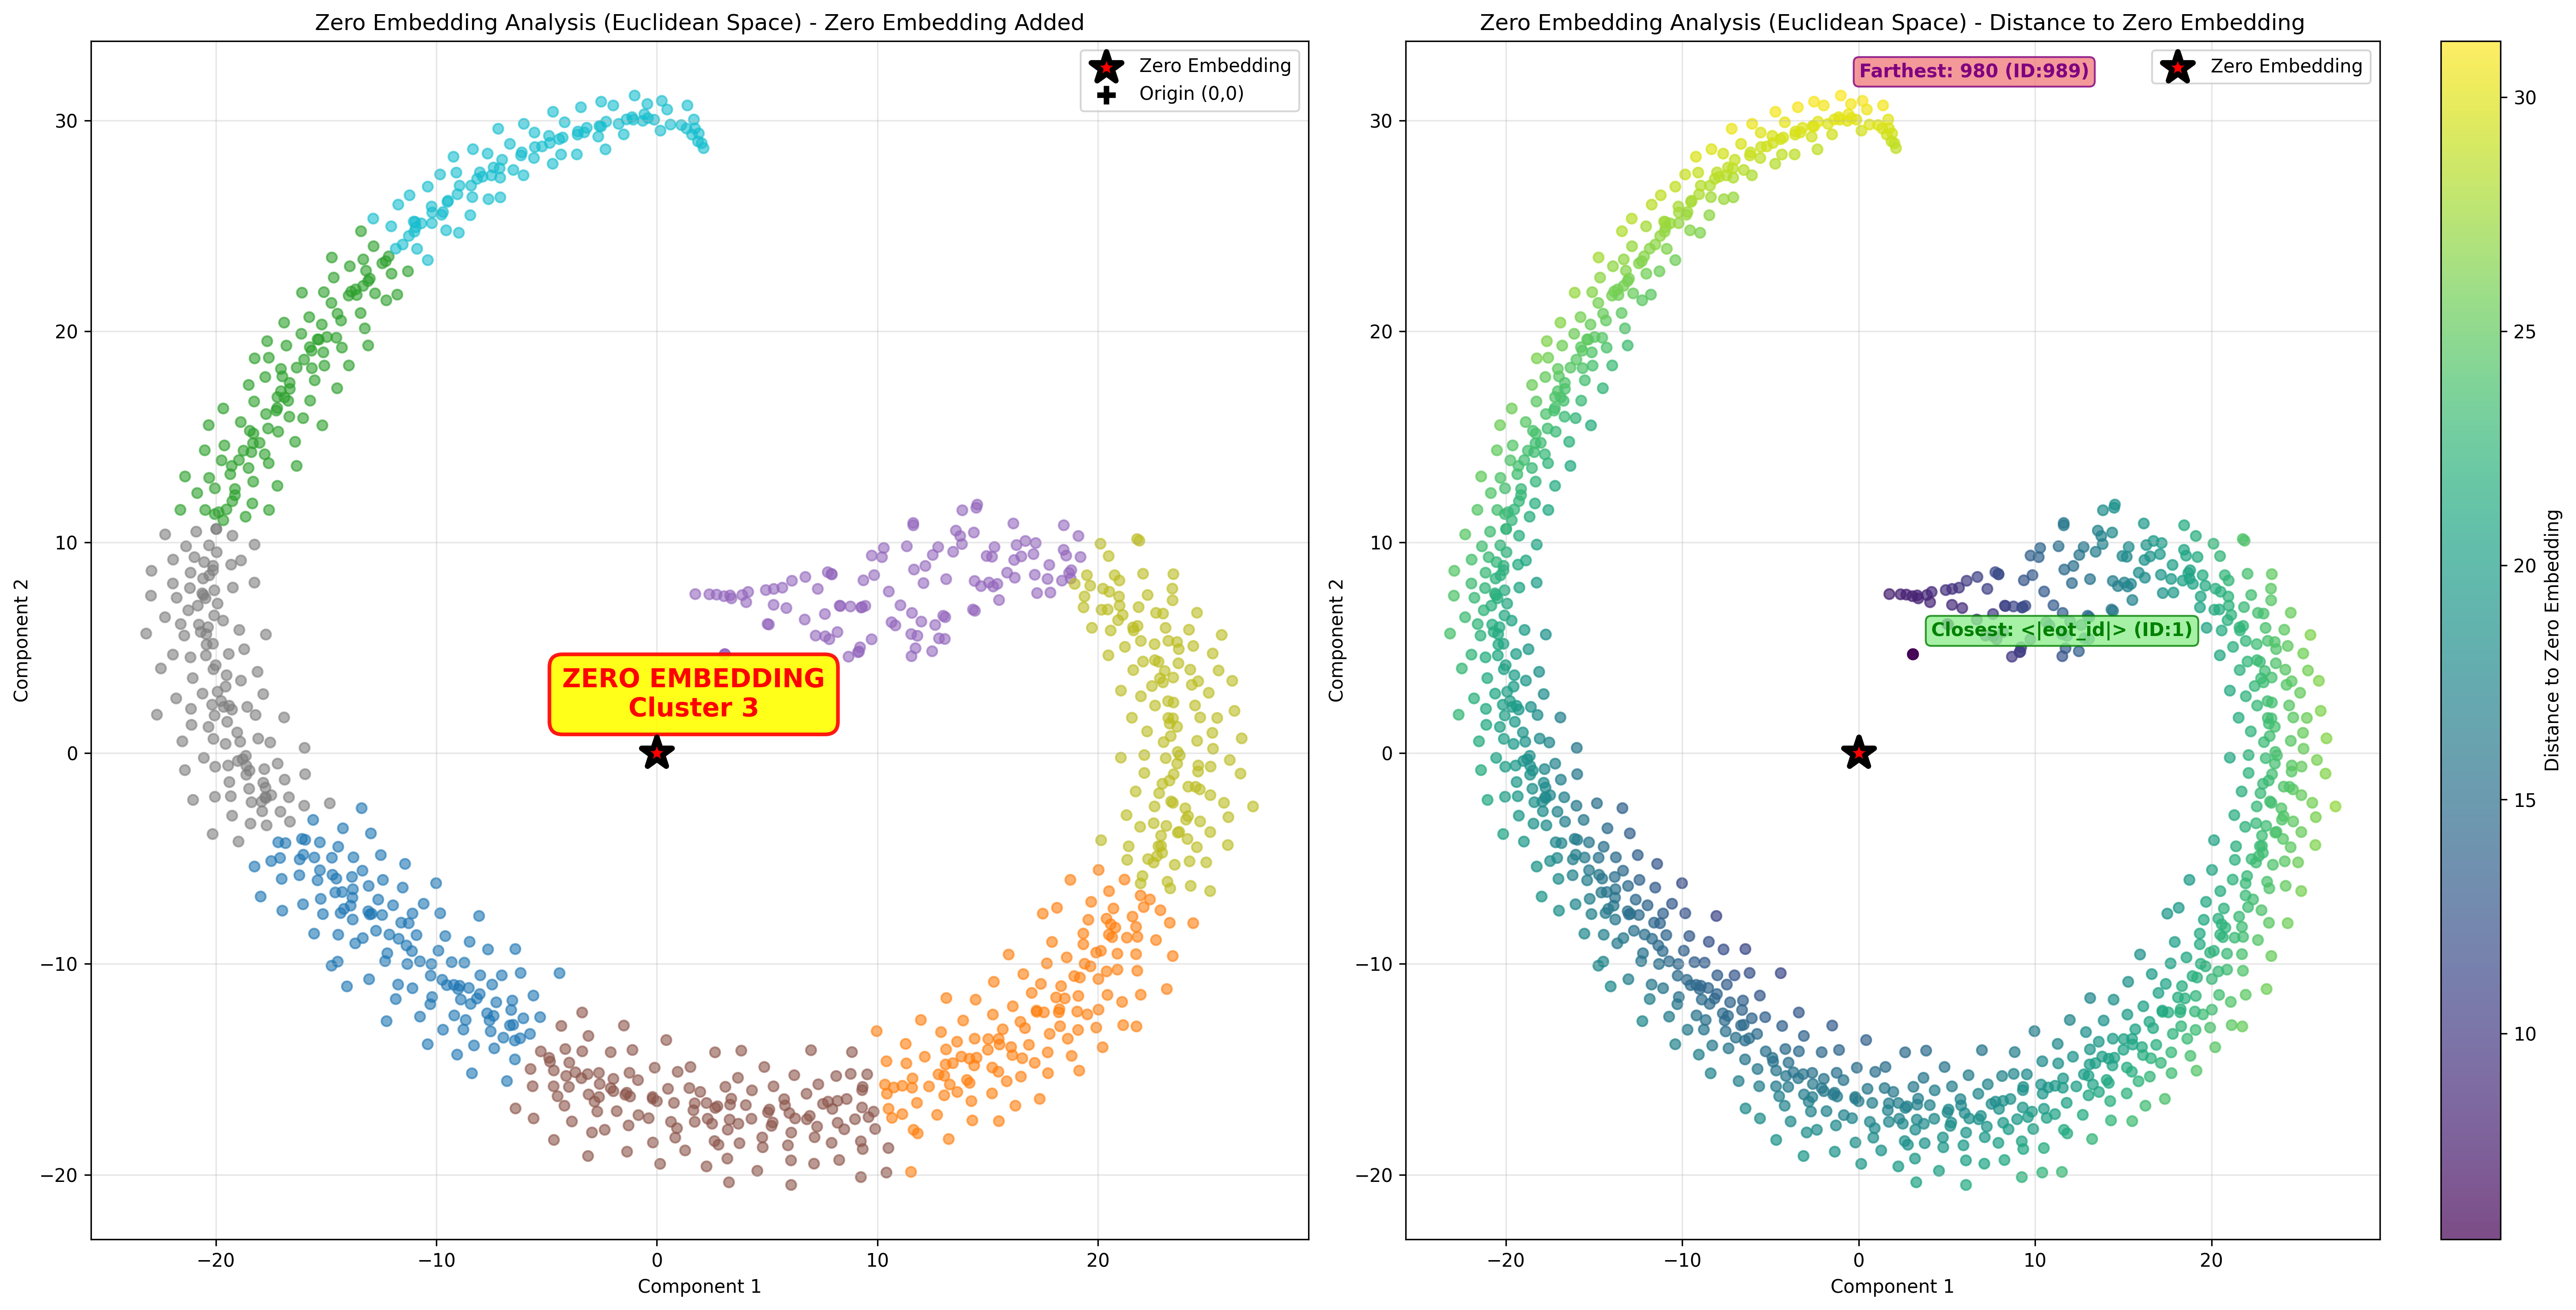 Zero Embedding Analysis (Euclidean Space) - Zero Embedding Added
Zero Embedding
Origin (0,0)
ZERO EMBEDDING
Cluster 3
30
20
10
0
−10
−20
Component 2
−20
−10
0
10
20
Component 1
Zero Embedding Analysis (Euclidean Space) - Distance to Zero Embedding
Farthest: 980 (ID:989)
Zero Embedding
Closest: <|eot_id|> (ID:1)
30
20
10
0
−10
−20
Component 2
−20
−10
0
10
20
Component 1
30
25
20
15
10
Distance to Zero Embedding